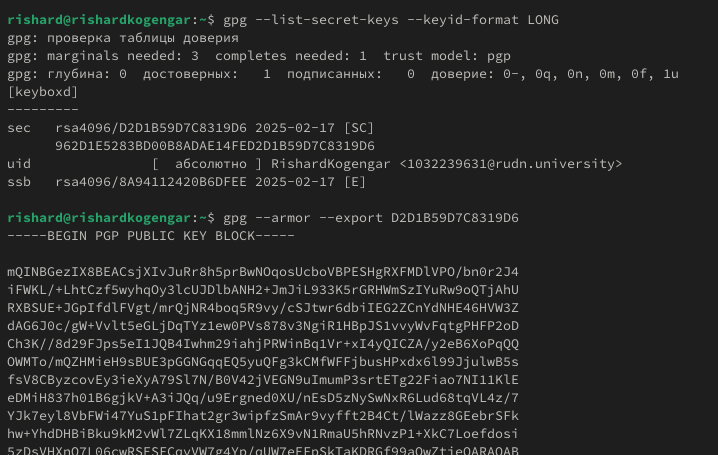 rishard@rishardkogengar:~$ gpg --list-secret-keys --keyid-format LONG
gpg: проверка таблицы доверия
gpg: marginals needed: 3  completes needed: 1  trust model: pgp
gpg: глубина: 0  достоверных:   1  подписанных:   0  доверие: 0-, 0q, 0n, 0m, 0f, 1u
[keyboxd]
---------
sec   rsa4096/D2D1B59D7C8319D6 2025-02-17 [SC]
      962D1E5283BD00B8ADAE14FED2D1B59D7C8319D6
uid               [  абсолютно ] RishardKogengar <1032239631@rudn.university>
ssb   rsa4096/8A94112420B6DFEE 2025-02-17 [E]
rishard@rishardkogengar:~$ gpg --armor --export D2D1B59D7C8319D6
-----BEGIN PGP PUBLIC KEY BLOCK-----
mQINBGezIX8BEACsjXIvJuRr8h5prBwNOqosUcboVBPESHgRXFMDlVPO/bn0r2J4
iFWKL/+LhtCzf5wyhqOy3lcUJDlbANH2+JmJiL933K5rGRHWmSzIYuRw9oQTjAhU
RXBSUE+JGpIfdlFVgt/mrQjNR4boq5R9vy/cSJtwr6dbiIEG2ZCnYdNHE46HVW3Z
dAG6J0c/gW+Vvlt5eGLjDqTYz1ew0PVs878v3NgiR1HBpJS1vvyWvFqtgPHFP2oD
Ch3K//8d29FJps5eI1JQB4Iwhm29iahjPRWinBq1Vr+xI4yQICZA/y2eB6XoPqQQ
OWMTo/mQZHMieH9sBUE3pGGNGqqEQ5yuQFg3kCMfWFFjbusHPxdx6l99JjulwB5s
fsV8CByzcovEy3ieXyA79Sl7N/B0V42jVEGN9uImumP3srtETg22Fiao7NI11KlE
eDMiH837h01B6gjkV+A3iJQq/u9Ergned0XU/nEsD5zNySwNxR6Lud68tqVL4z/7
YJk7eyl8VbFWi47YuS1pFIhat2gr3wipfzSmAr9vyfft2B4Ct/lWazz8GEebrSFk
hw+YhdDHBiBku9kM2vWl7ZLqKX18mmlNz6X9vN1RmaU5hRNvzP1+XkC7Loefdosi